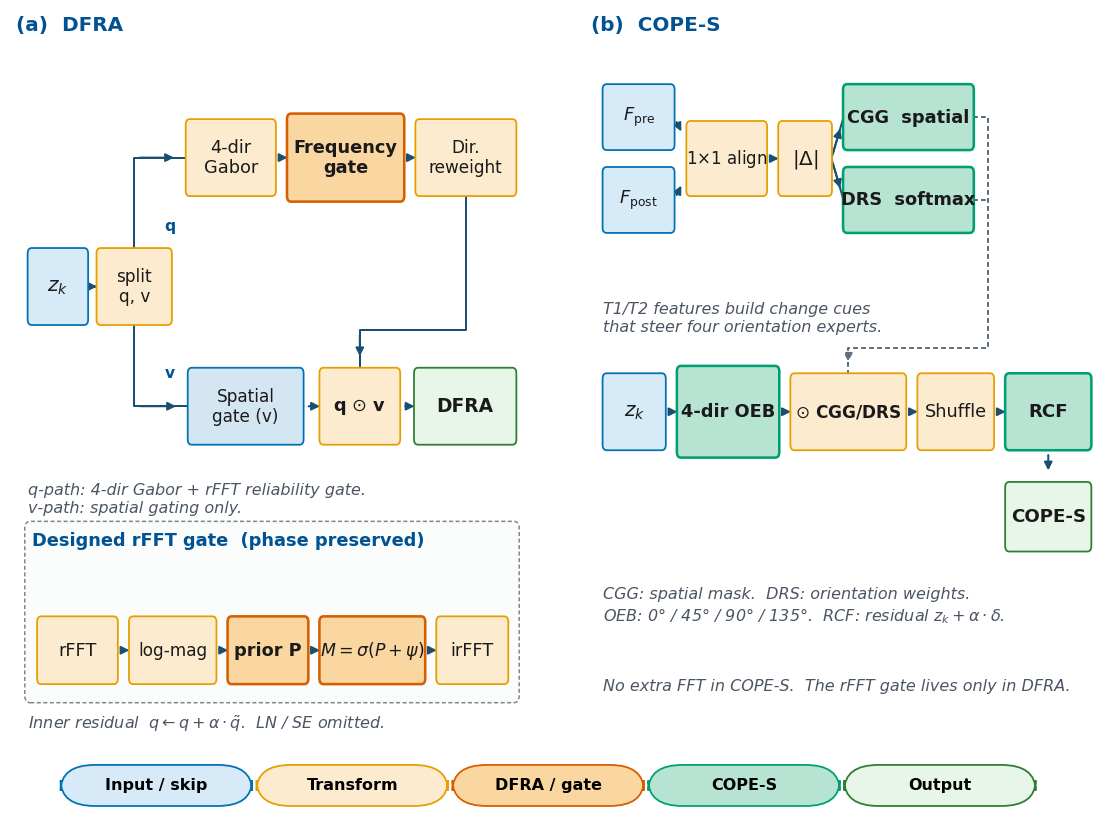 (a)  DFRA
4-dir
Gabor
Frequency
gate
Dir.
reweight
q
z_k
split
q, v
v
Spatial
gate (v)
q ⊙ v
DFRA
q-path: 4-dir Gabor + rFFT reliability gate.
v-path: spatial gating only.
Designed rFFT gate  (phase preserved)
rFFT
log-mag
prior P
M = σ(P + ψ)
irFFT
Inner residual  q ← q + α · q̃.  LN / SE omitted.
(b)  COPE-S
F_pre
F_post
1×1 align
|Δ|
CGG  spatial
DRS  softmax
T1/T2 features build change cues
that steer four orientation experts.
z_k
4-dir OEB
⊙ CGG/DRS
Shuffle
RCF
COPE-S
CGG: spatial mask.  DRS: orientation weights.
OEB: 0° / 45° / 90° / 135°.  RCF: residual z_k + α · δ.
No extra FFT in COPE-S.  The rFFT gate lives only in DFRA.
Input / skip
Transform
DFRA / gate
COPE-S
Output